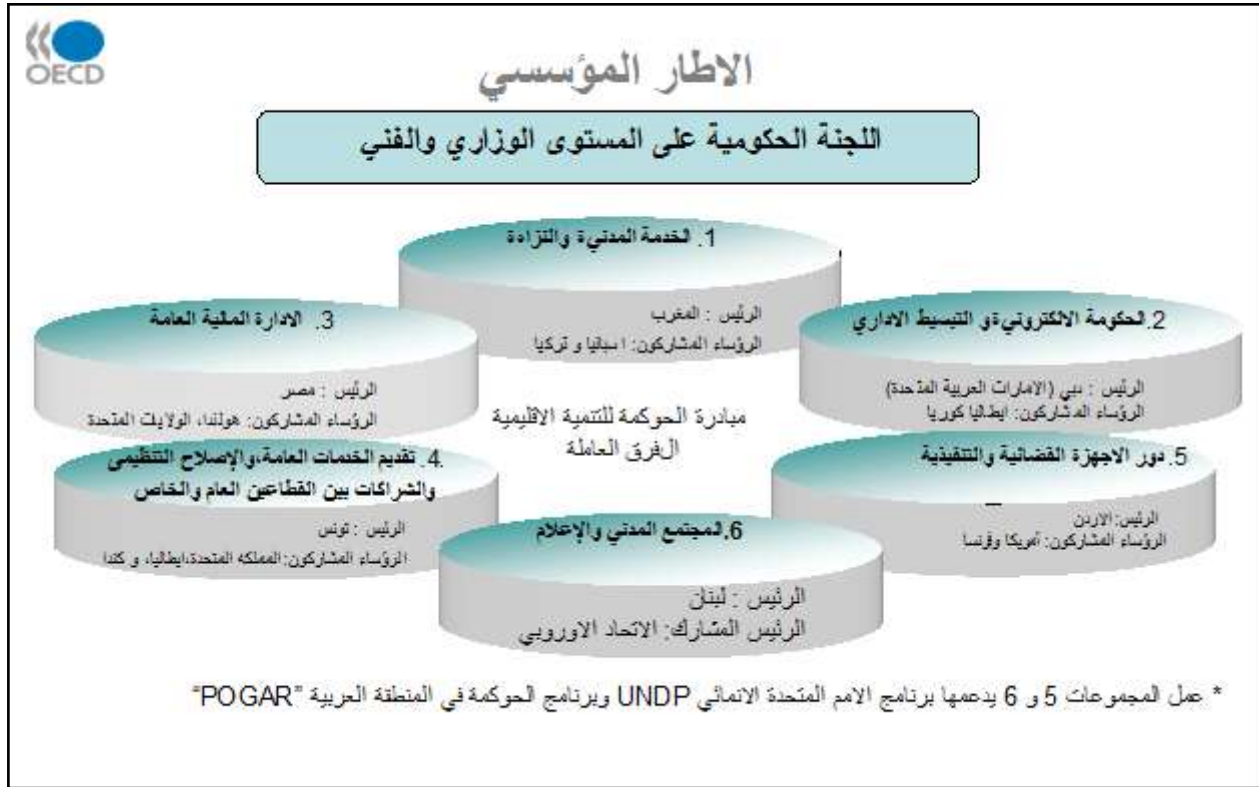 OECD
الاطار المؤسسي
اللجنة الحكومية على المستوى الوزاري والفني
1. الخدمة المدنية والنزاهة
الرئيس : المغرب
الرؤساء المشاركون: اسبانيا و تركيا
2.الحكومة الالكترونية و التبسيط الاداري
الرئيس : دبي (الامارات العربية المتحدة)
الرؤساء المشاركون: ايطاليا كوريا
3. الادارة المالية العامة
الرئيس : مصر
الرؤساء المشاركون: هولندا، الولايات المتحدة
مبادرة الحوكمة للتنمية الاقليمية
الفرق العاملة
4. تقديم الخدمات العامة،والإصلاح التنظيمى
والشراكات بين القطاعين العام والخاص
الرئيس : تونس
الرؤساء المشاركون:المملكه المتحدة،ايطاليا، و كندا
5. دور الاجهزة القضائية والتنفيذية
الرئيس: الاردن
الرؤساء المشاركون: أمريكا وفرنسا
6.المجتمع المدني والإعلام
الرئيس : لبنان
الرئيس المشارك: الاتحاد الاوروبي
* عمل المجموعات 5 و 6 يدعمها برنامج الامم المتحدة الانمائي UNDP وبرنامج الحوكمة في المنطقة العربية "POGAR"